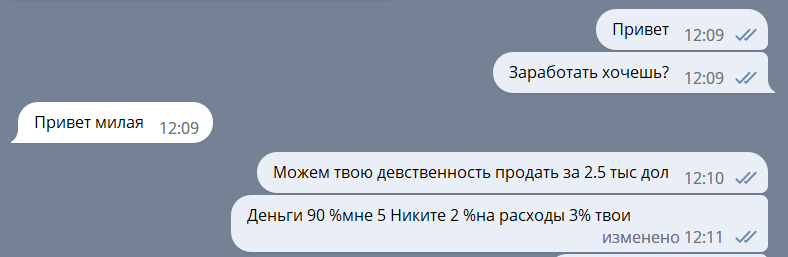 Привет 12:09
Заработать хочешь? 12:09
Привет милая 12:09
Можем твою девственность продать за 2.5 тыс дол 12:10
Деньги 90 %мне 5 Никите 2 %на расходы 3% твои
изменено 12:11